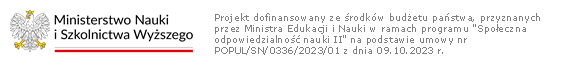 Ministerstwo Nauki
i Szkolnictwa Wyższego
Projekt dofinansowany ze środków budżetu państwa, przyznanych
przez Ministra Edukacji i Nauki w ramach programu "Społeczna
odpowiedzialność nauki II" na podstawie umowy nr
POPUL/SN/0336/2023/01 z dnia 09.10.2023 r.